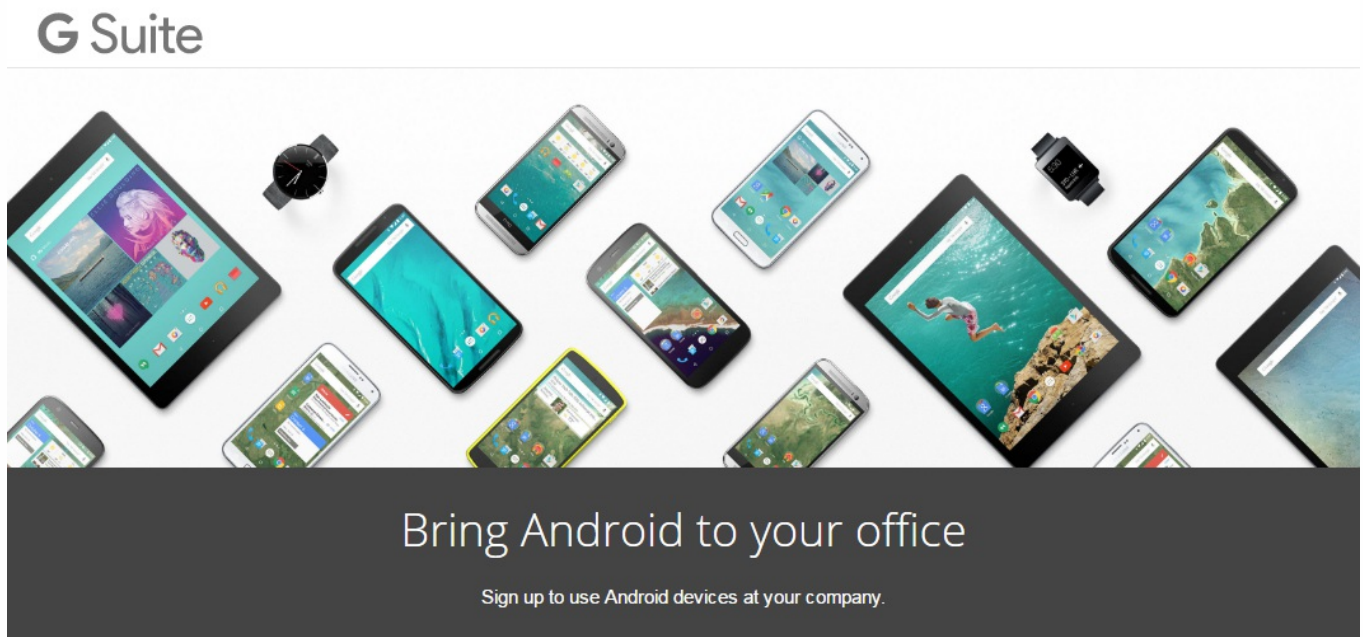 G Suite
Bring Android to your office
Sign up to use Android devices at your company.